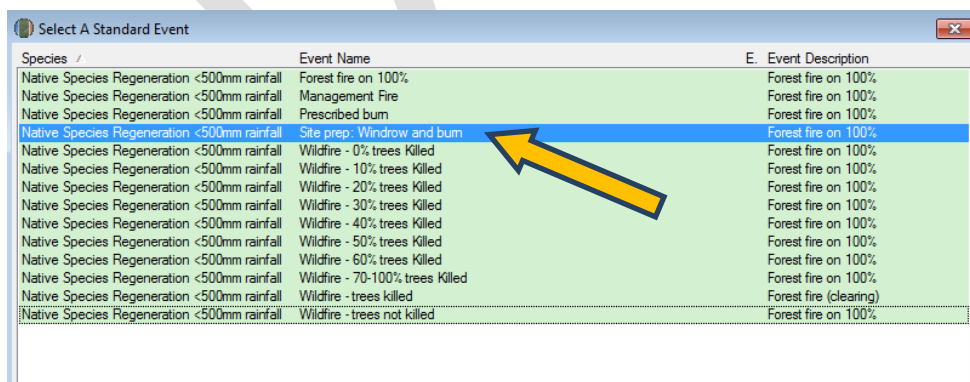 Select A Standard Event
Species Event Name E. Event Description
Native Species Regeneration <500mm rainfall Forest fire on 100% Forest fire on 100%
Native Species Regeneration <500mm rainfall Management Fire Forest fire on 100%
Native Species Regeneration <500mm rainfall Prescribed burn Forest fire on 100%
Native Species Regeneration <500mm rainfall Site prep: Windrow and burn Forest fire on 100%
Native Species Regeneration <500mm rainfall Wildfire - 0% trees Killed Forest fire on 100%
Native Species Regeneration <500mm rainfall Wildfire - 10% trees Killed Forest fire on 100%
Native Species Regeneration <500mm rainfall Wildfire - 20% trees Killed Forest fire on 100%
Native Species Regeneration <500mm rainfall Wildfire - 30% trees Killed Forest fire on 100%
Native Species Regeneration <500mm rainfall Wildfire - 40% trees Killed Forest fire on 100%
Native Species Regeneration <500mm rainfall Wildfire - 50% trees Killed Forest fire on 100%
Native Species Regeneration <500mm rainfall Wildfire - 60% trees Killed Forest fire on 100%
Native Species Regeneration <500mm rainfall Wildfire - 70-100% trees Killed Forest fire on 100%
Native Species Regeneration <500mm rainfall Wildfire - trees killed Forest fire (clearing)
Native Species Regeneration <500mm rainfall Wildfire - trees not killed Forest fire on 100%